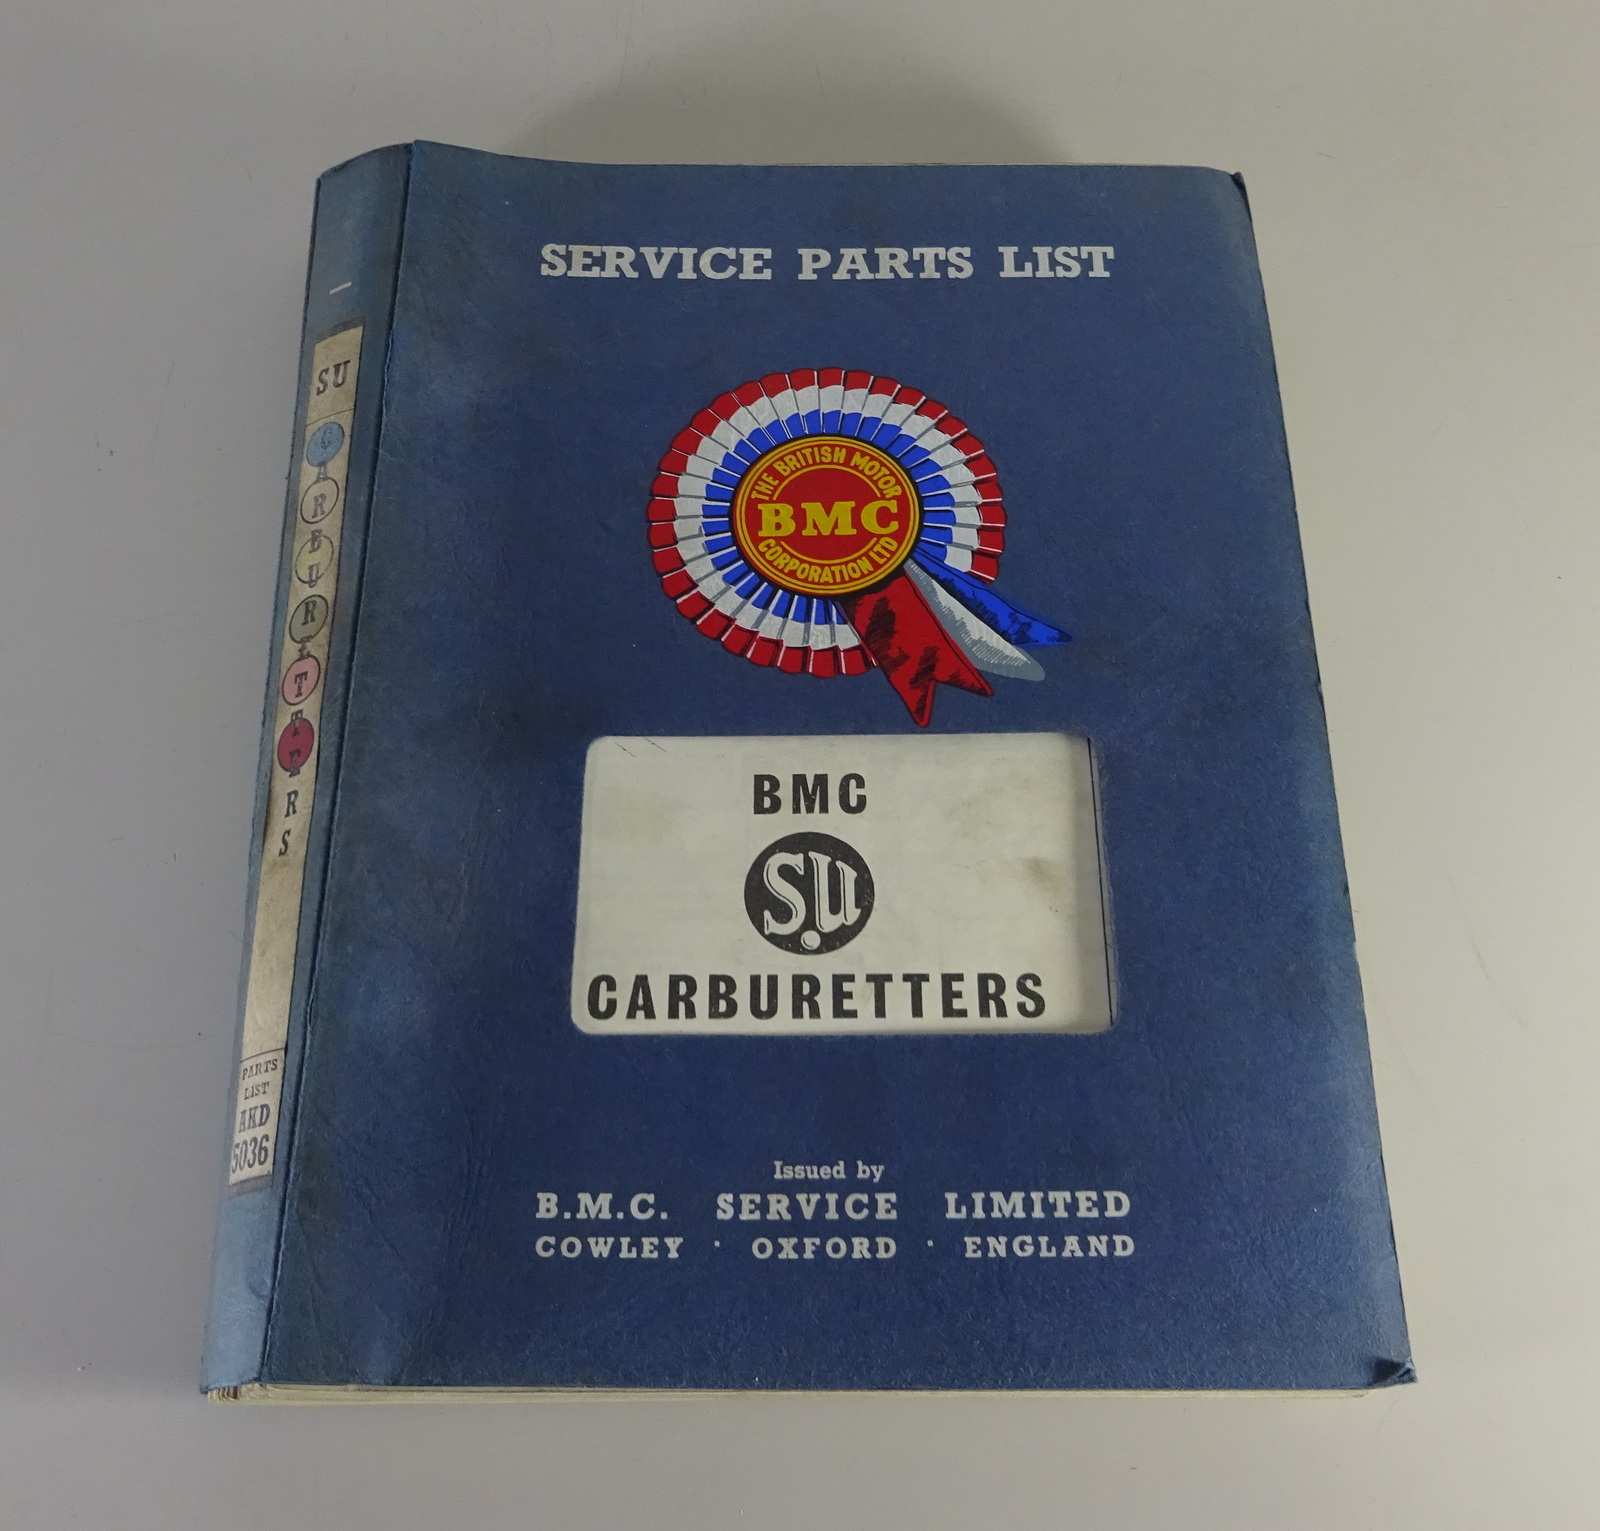 SERVICE PARTS LIST
THE BRITISH MOTOR
BMC
CORPORATION LTD
BMC
S.U
CARBURETTERS
Issued by
B.M.C. SERVICE LIMITED
COWLEY · OXFORD · ENGLAND
SU
CARBURETTERS
PARTS
LIST
AKD
5036